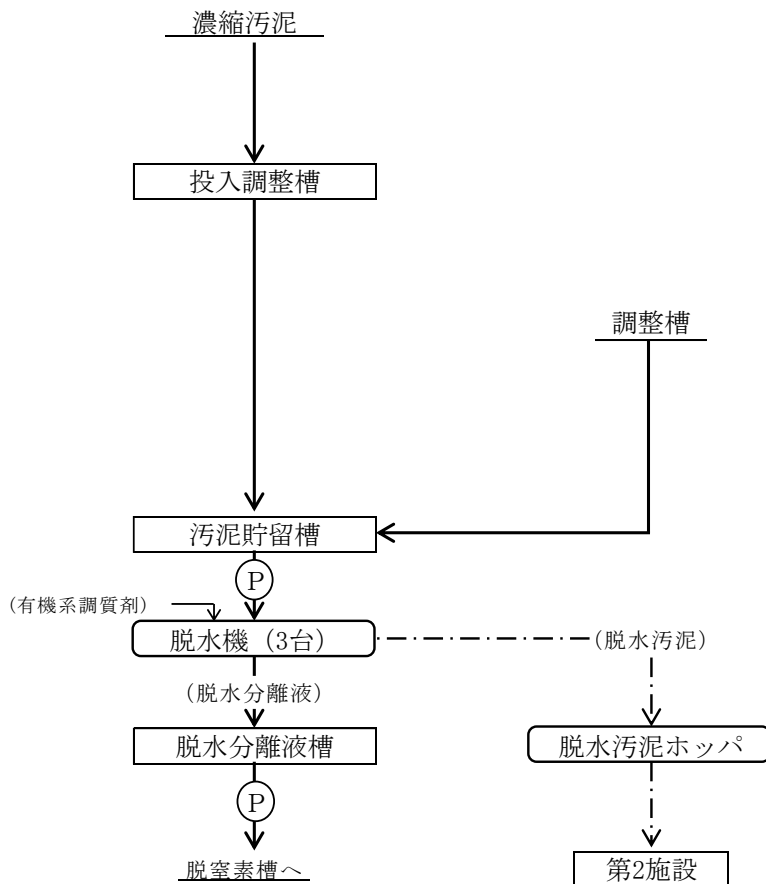 濃縮汚泥
投入調整槽
調整槽
汚泥貯留槽
P
(有機系調質剤)
脱水機（3台）
(脱水汚泥)
(脱水分離液)
脱水分離液槽
脱水汚泥ホッパ
P
脱窒素槽へ
第2施設